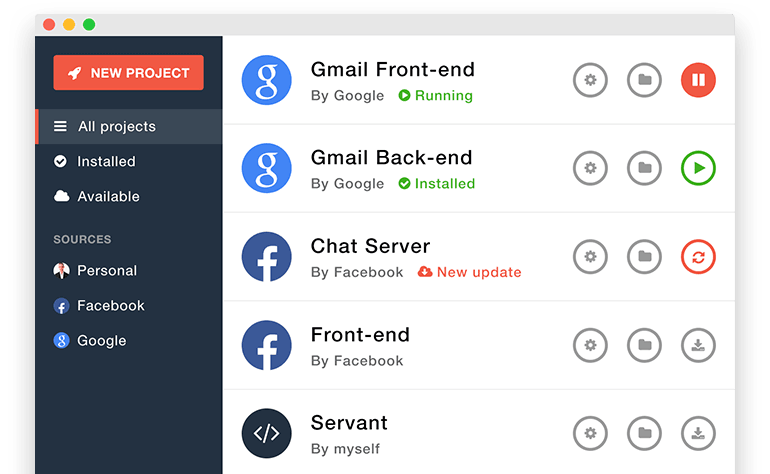 NEW PROJECT
All projects
Installed
Available
SOURCES
Personal
Facebook
Google
Gmail Front-end
By Google Running
Gmail Back-end
By Google Installed
Chat Server
By Facebook New update
Front-end
By Facebook
Servant
By myself